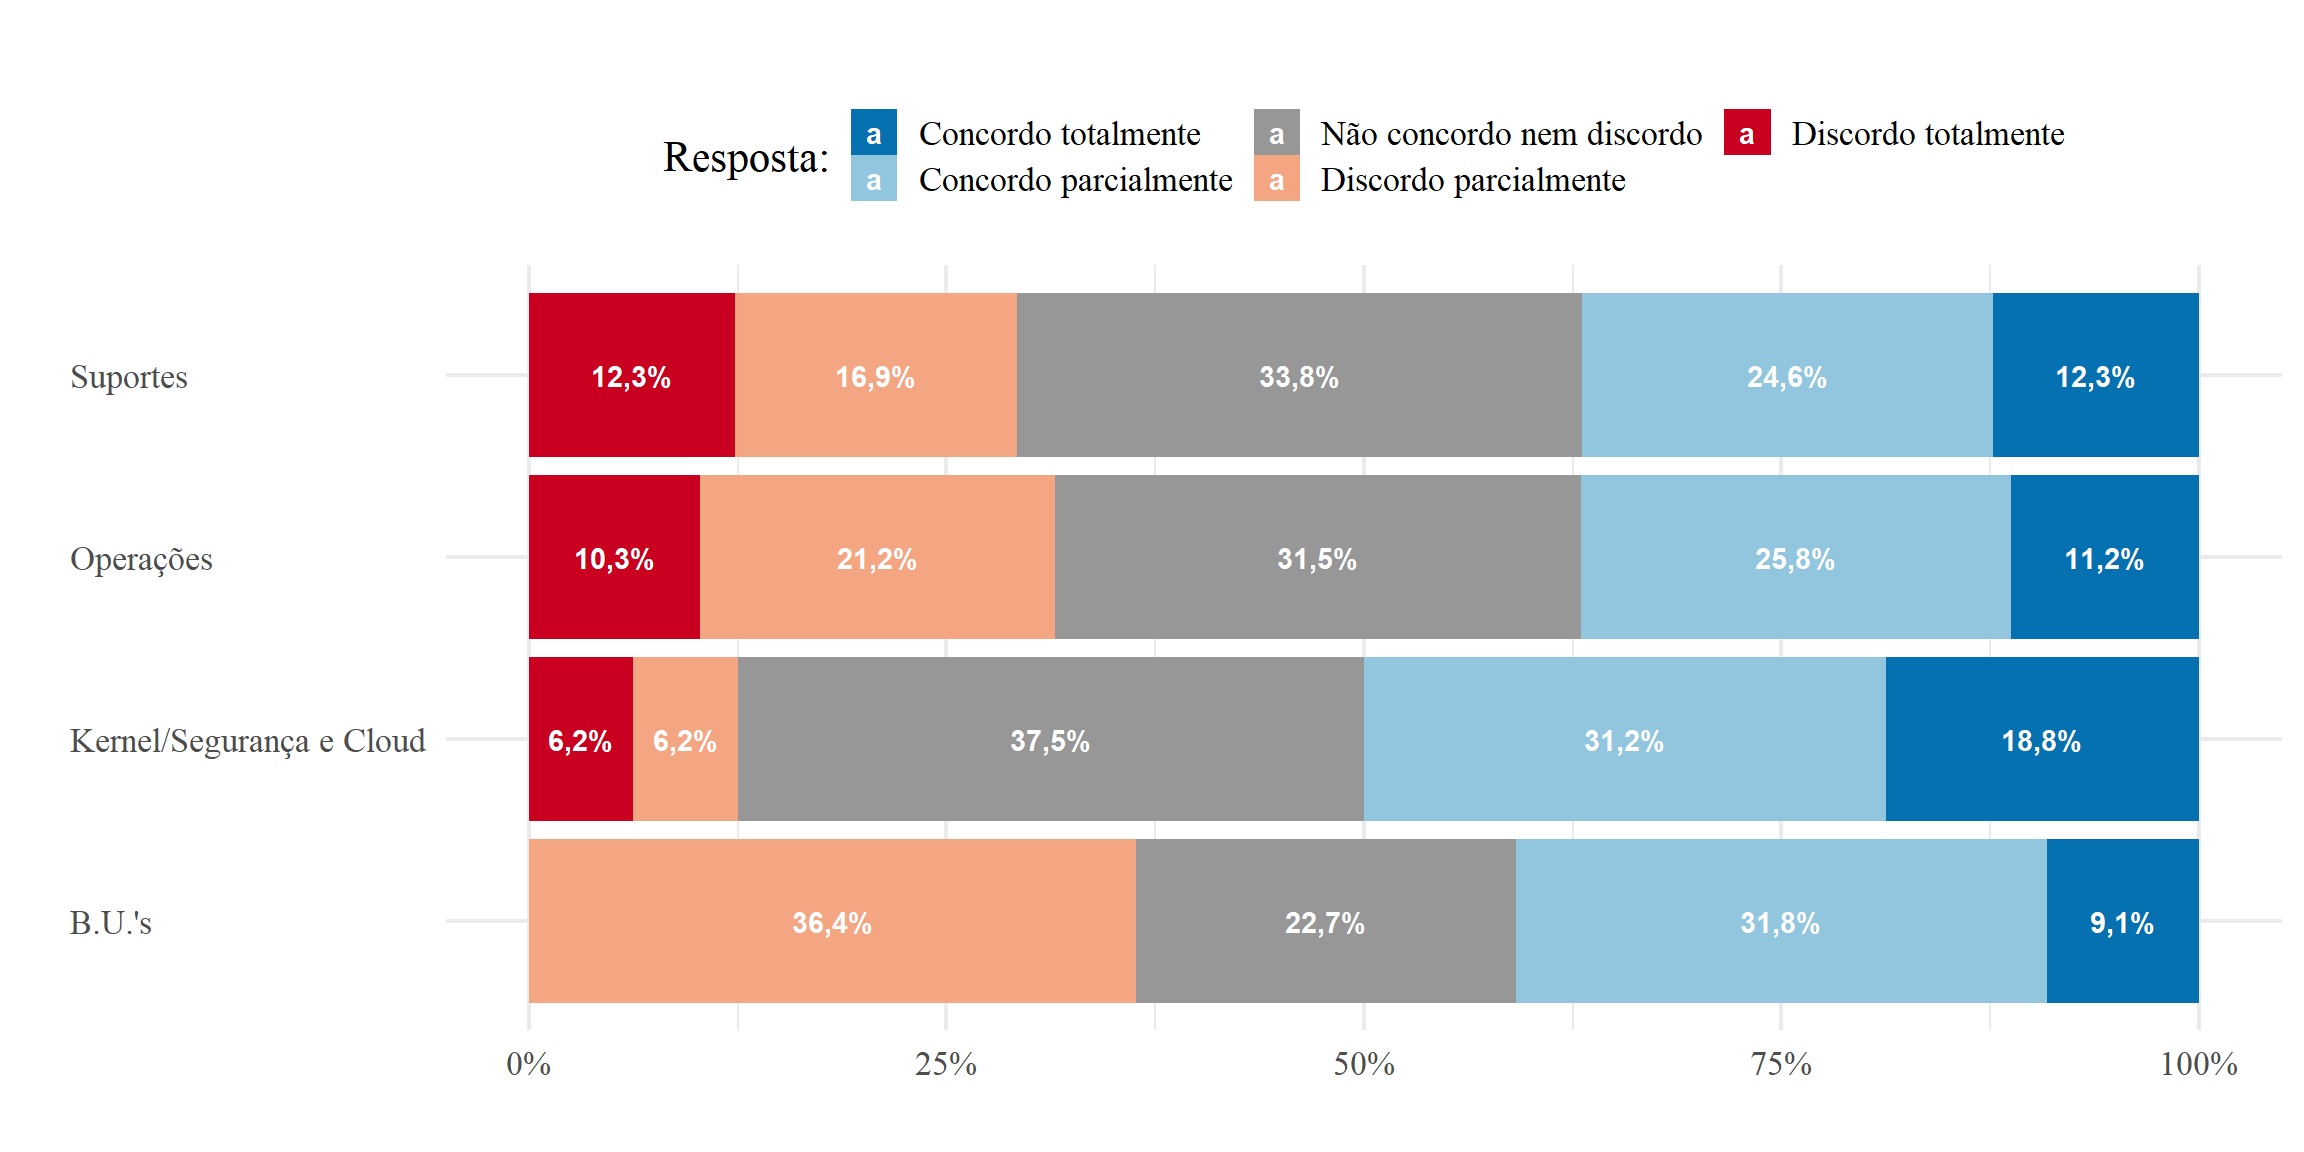 Resposta:
a Concordo totalmente a Não concordo nem discordo a Discordo totalmente
a Concordo parcialmente a Discordo parcialmente
Suportes 12,3% 16,9% 33,8% 24,6% 12,3%
Operações 10,3% 21,2% 31,5% 25,8% 11,2%
Kernel/Segurança e Cloud 6,2% 6,2% 37,5% 31,2% 18,8%
B.U.'s 36,4% 22,7% 31,8% 9,1%
0% 25% 50% 75% 100%